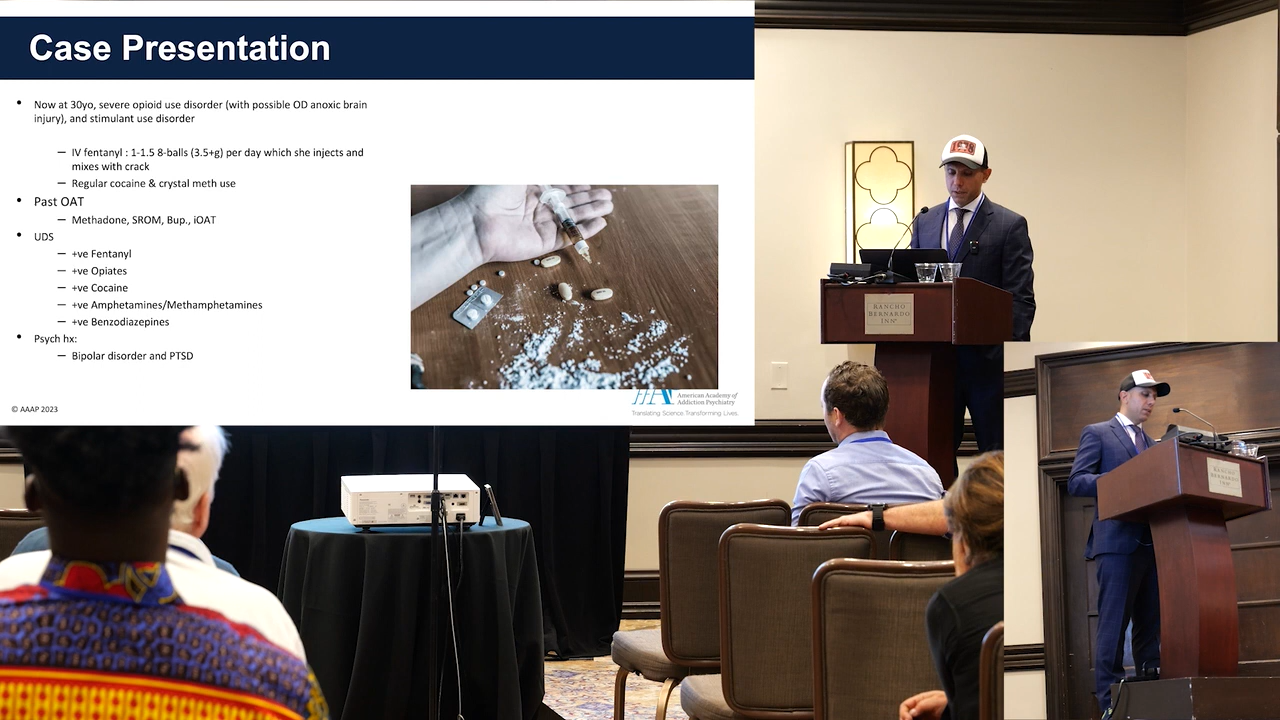 Case Presentation
• Now at 30yo, severe opioid use disorder (with possible OD anoxic brain
injury), and stimulant use disorder
– IV fentanyl : 1-1.5 8-balls (3.5+g) per day which she injects and
mixes with crack
– Regular cocaine & crystal meth use
• Past OAT
– Methadone, SROM, Bup., iOAT
• UDS
– +ve Fentanyl
– +ve Opiates
– +ve Cocaine
– +ve Amphetamines/Methamphetamines
– +ve Benzodiazepines
• Psych hx:
– Bipolar disorder and PTSD
© AAAP 2023
American Academy of
Addiction Psychiatry
Translating Science. Transforming Lives.
RANCHO
BERNARDO
INN
RANCHO
BERNARDO
INN